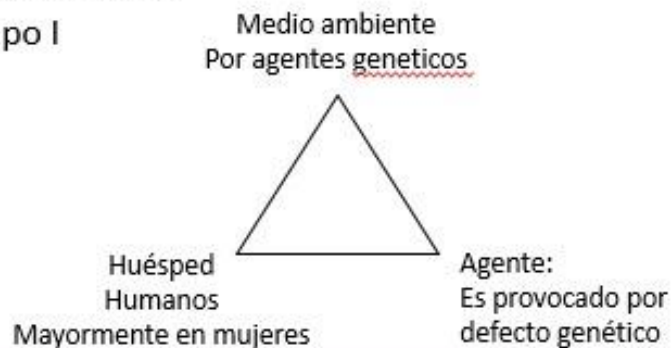 po I
Medio ambiente
Por agentes geneticos
Huésped
Humanos
Mayormente en mujeres
Agente:
Es provocado por
defecto genético